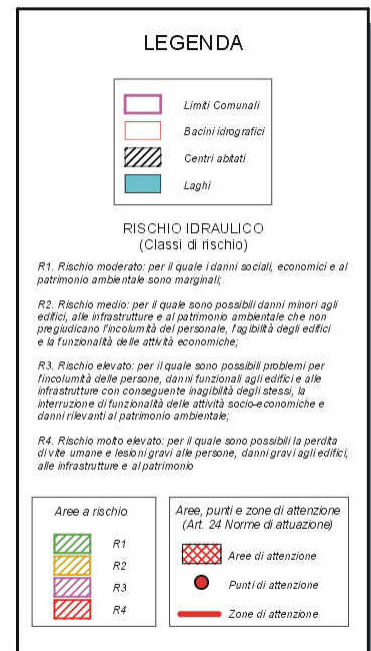 LEGENDA
Limiti Comunali
Bacini idrografici
Centri abitati
Laghi
RISCHIO IDRAULICO
(Classi di rischio)
R1. Rischio moderato: per il quale i danni sociali, economici e al
patrimonio ambientale sono marginali;
R2. Rischio medio: per il quale sono possibili danni minori agli
edifici, alle infrastrutture e al patrimonio ambientale che non
pregiudicano l'incolumità del personale, l'agibilità degli edifici
e la funzionalità delle attività economiche;
R3. Rischio elevato: per il quale sono possibili problemi per
l'incolumità delle persone, danni funzionali agli edifici e alle
infrastrutture con conseguente inagibilità degli stessi, la
interruzione di funzionalità delle attività socio-economiche e
danni rilevanti al patrimonio ambientale;
R4. Rischio molto elevato: per il quale sono possibili la perdita
di vite umane e lesioni gravi alle persone, danni gravi agli edifici,
alle infrastrutture e al patrimonio
Aree a rischio
R1
R2
R3
R4
Aree, punti e zone di attenzione
(Art. 24 Norme di attuazione)
Aree di attenzione
Punti di attenzione
Zone di attenzione